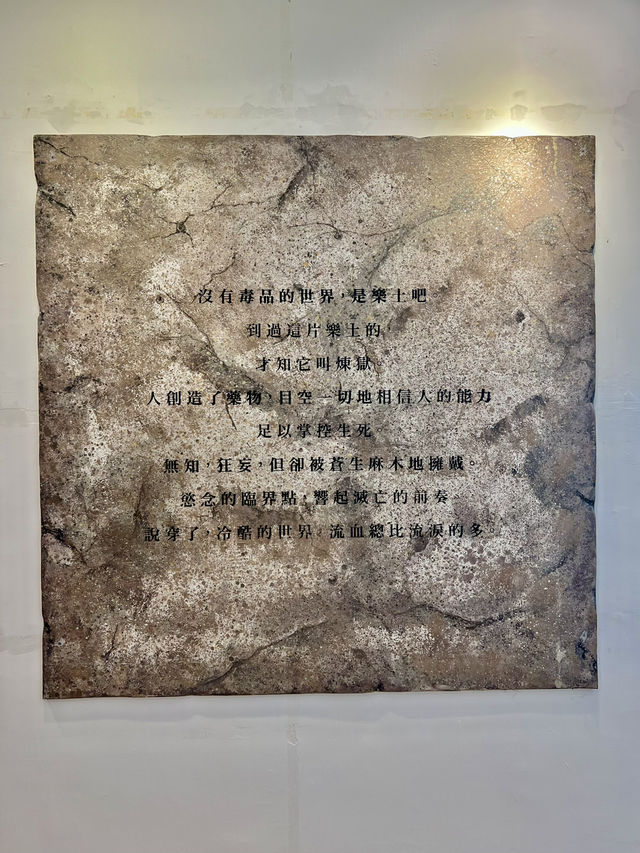 沒有毒品的世界，是樂土吧。
到過這片樂土的，
才知它叫煉獄。
人創造了藥物，目空一切地相信人的能力
足以掌控生死。
無知，狂妄，但卻被蒼生麻木地擁戴。
慾念的臨界點，響起滅亡的前奏。
說穿了，冷酷的世界，流血總比流淚的多。